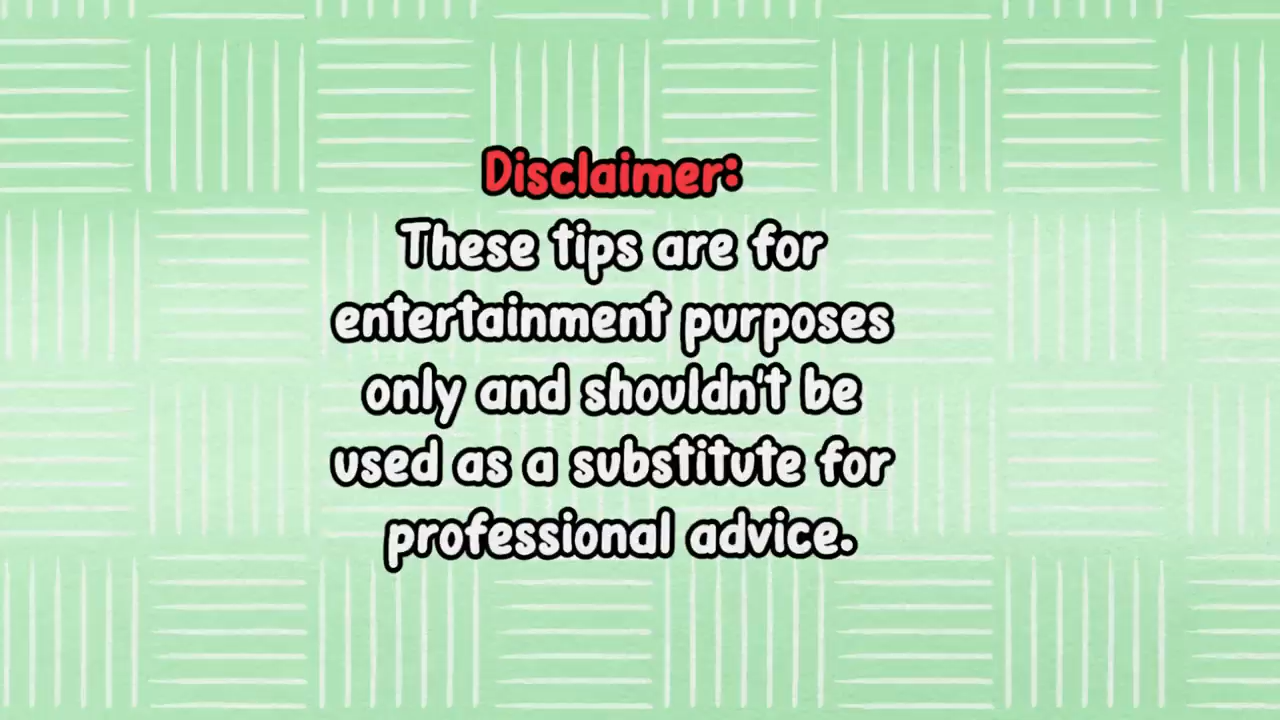 Disclaimer:
These tips are for
entertainment purposes
only and shouldn't be
used as a substitute for
professional advice.